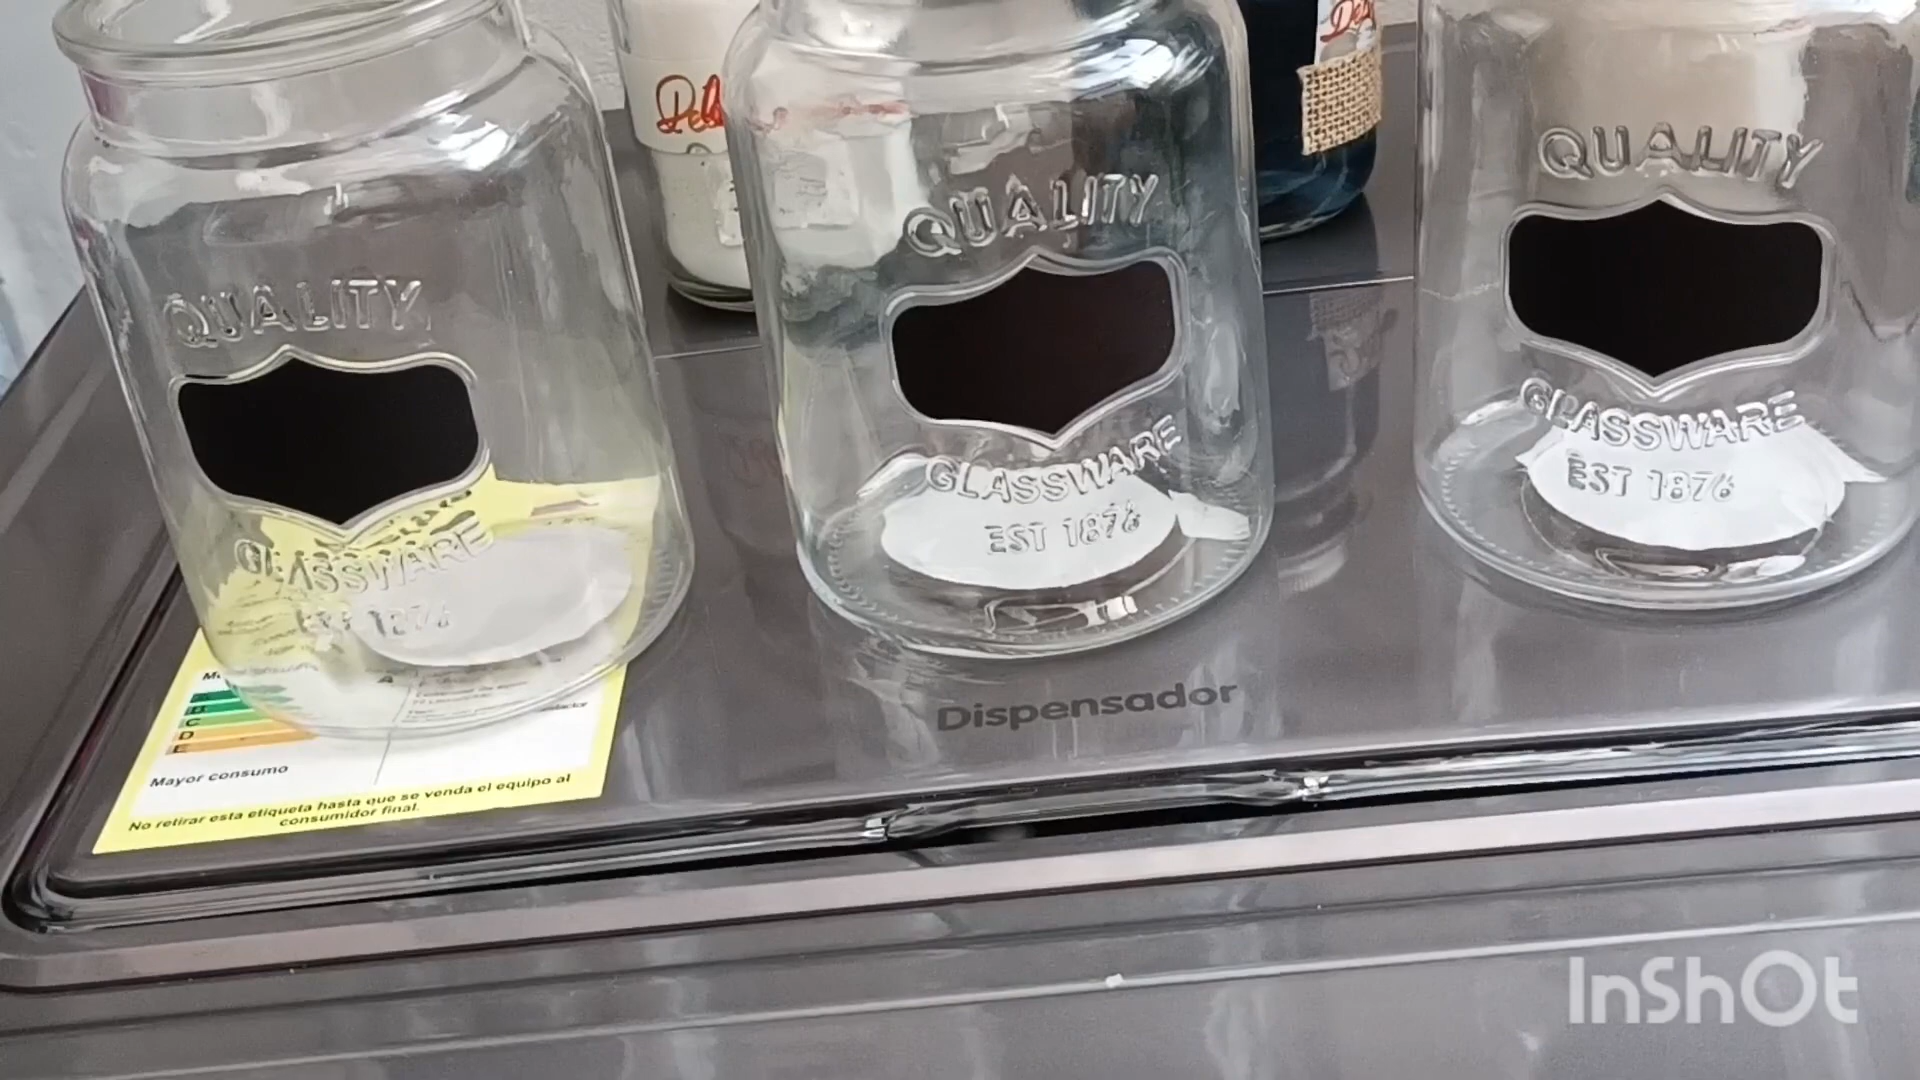 QUALITY
GLASSWARE
EST 1876
QUALITY
GLASSWARE
EST 1876
QUALITY
GLASSWARE
EST 1876
C
D
E
Mayor consumo
No retirar esta etiqueta hasta que se venda el equipo al
consumidor final.
Dispensador
InShOt